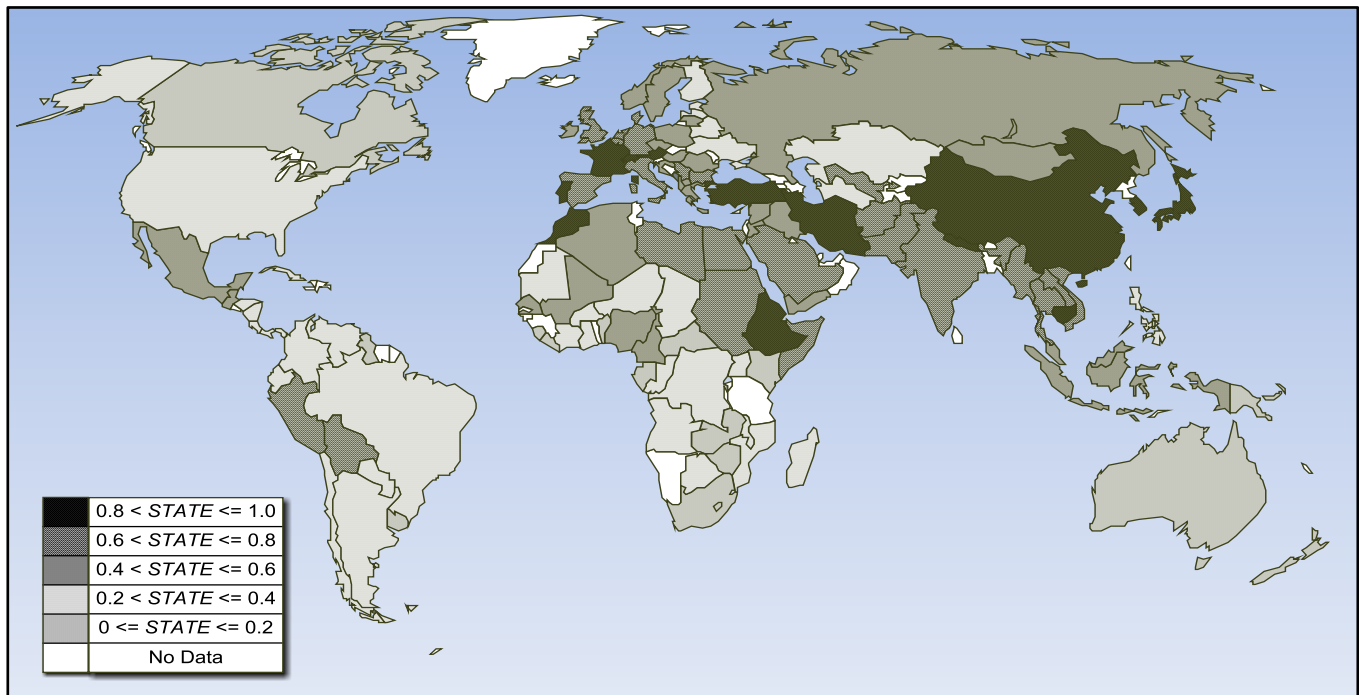 0.8 < STATE <= 1.0
0.6 < STATE <= 0.8
0.4 < STATE <= 0.6
0.2 < STATE <= 0.4
0 <= STATE <= 0.2
No Data